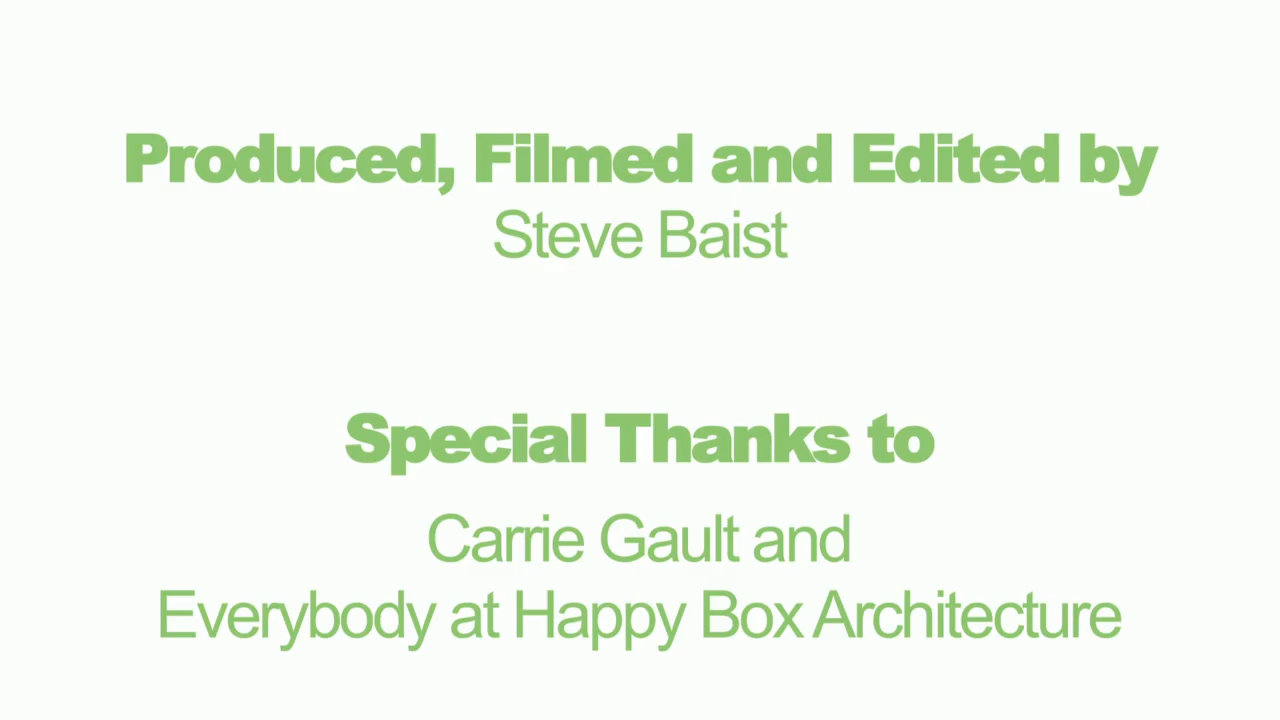 Produced, Filmed and Edited by
Steve Baist
Special Thanks to
Carrie Gault and
Everybody at Happy Box Architecture